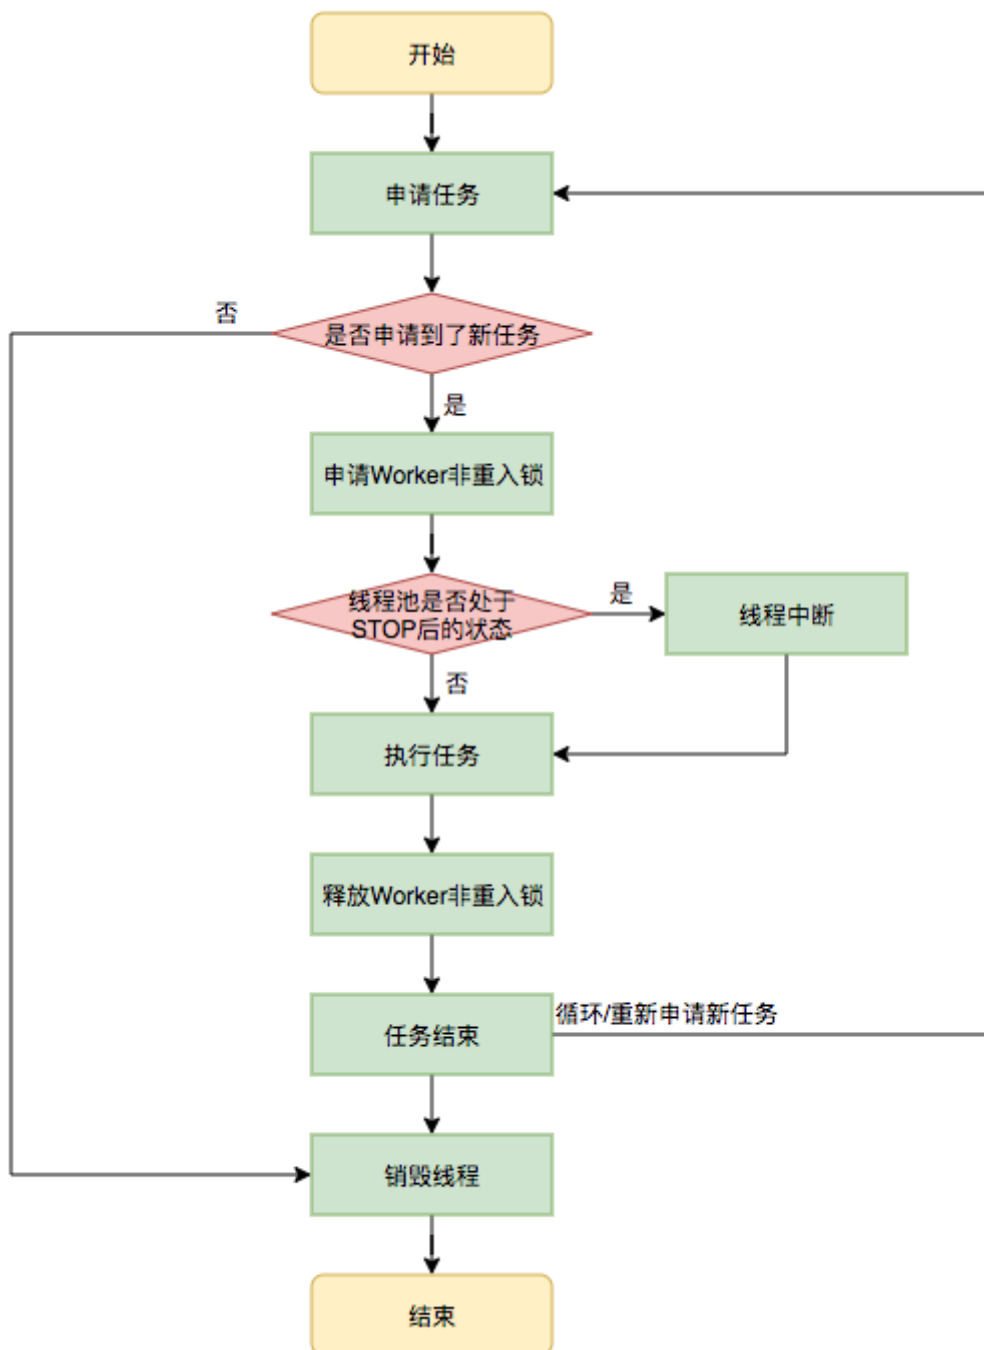 开始
申请任务
否
是否申请到了新任务
是
申请Worker非重入锁
线程池是否处于
STOP后的状态
是
线程中断
否
执行任务
释放Worker非重入锁
任务结束
循环/重新申请新任务
销毁线程
结束